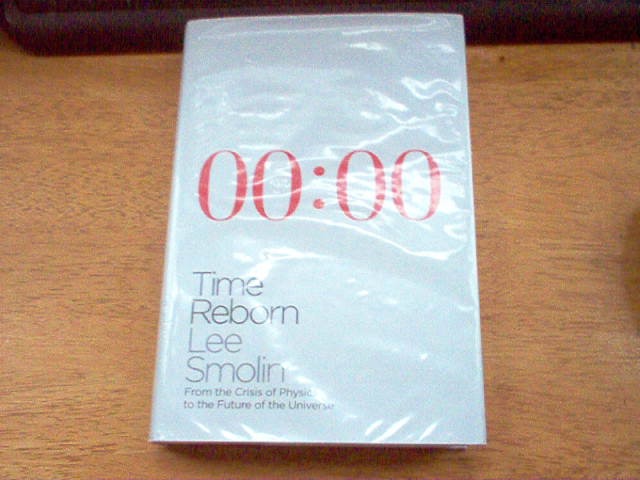 00:00
Time
Reborn
Lee
Smolin
From the Crisis of Physics
to the Future of the Universe